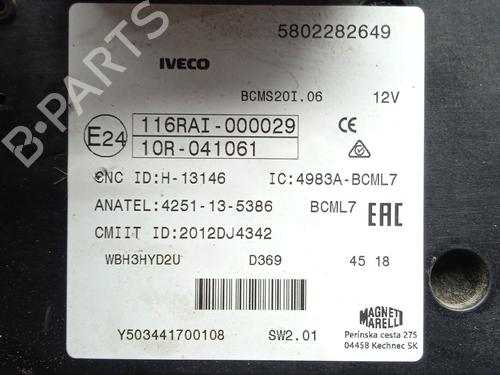 5802282649
IVECO
BCMS20I.06 12V
E24 116RAI-000029 CE
10R-041061
CNC ID:H-13146 IC:4983A-BCML7
ANATEL:4251-13-5386 BCML7 EAC
CMIIT ID:2012DJ4342
WBH3HYD2U D369 45 18
MAGNETI MARELLI
Perinska cesta 275
04458 Kechnec SK
Y503441700108 SW2.01
B-PARTS